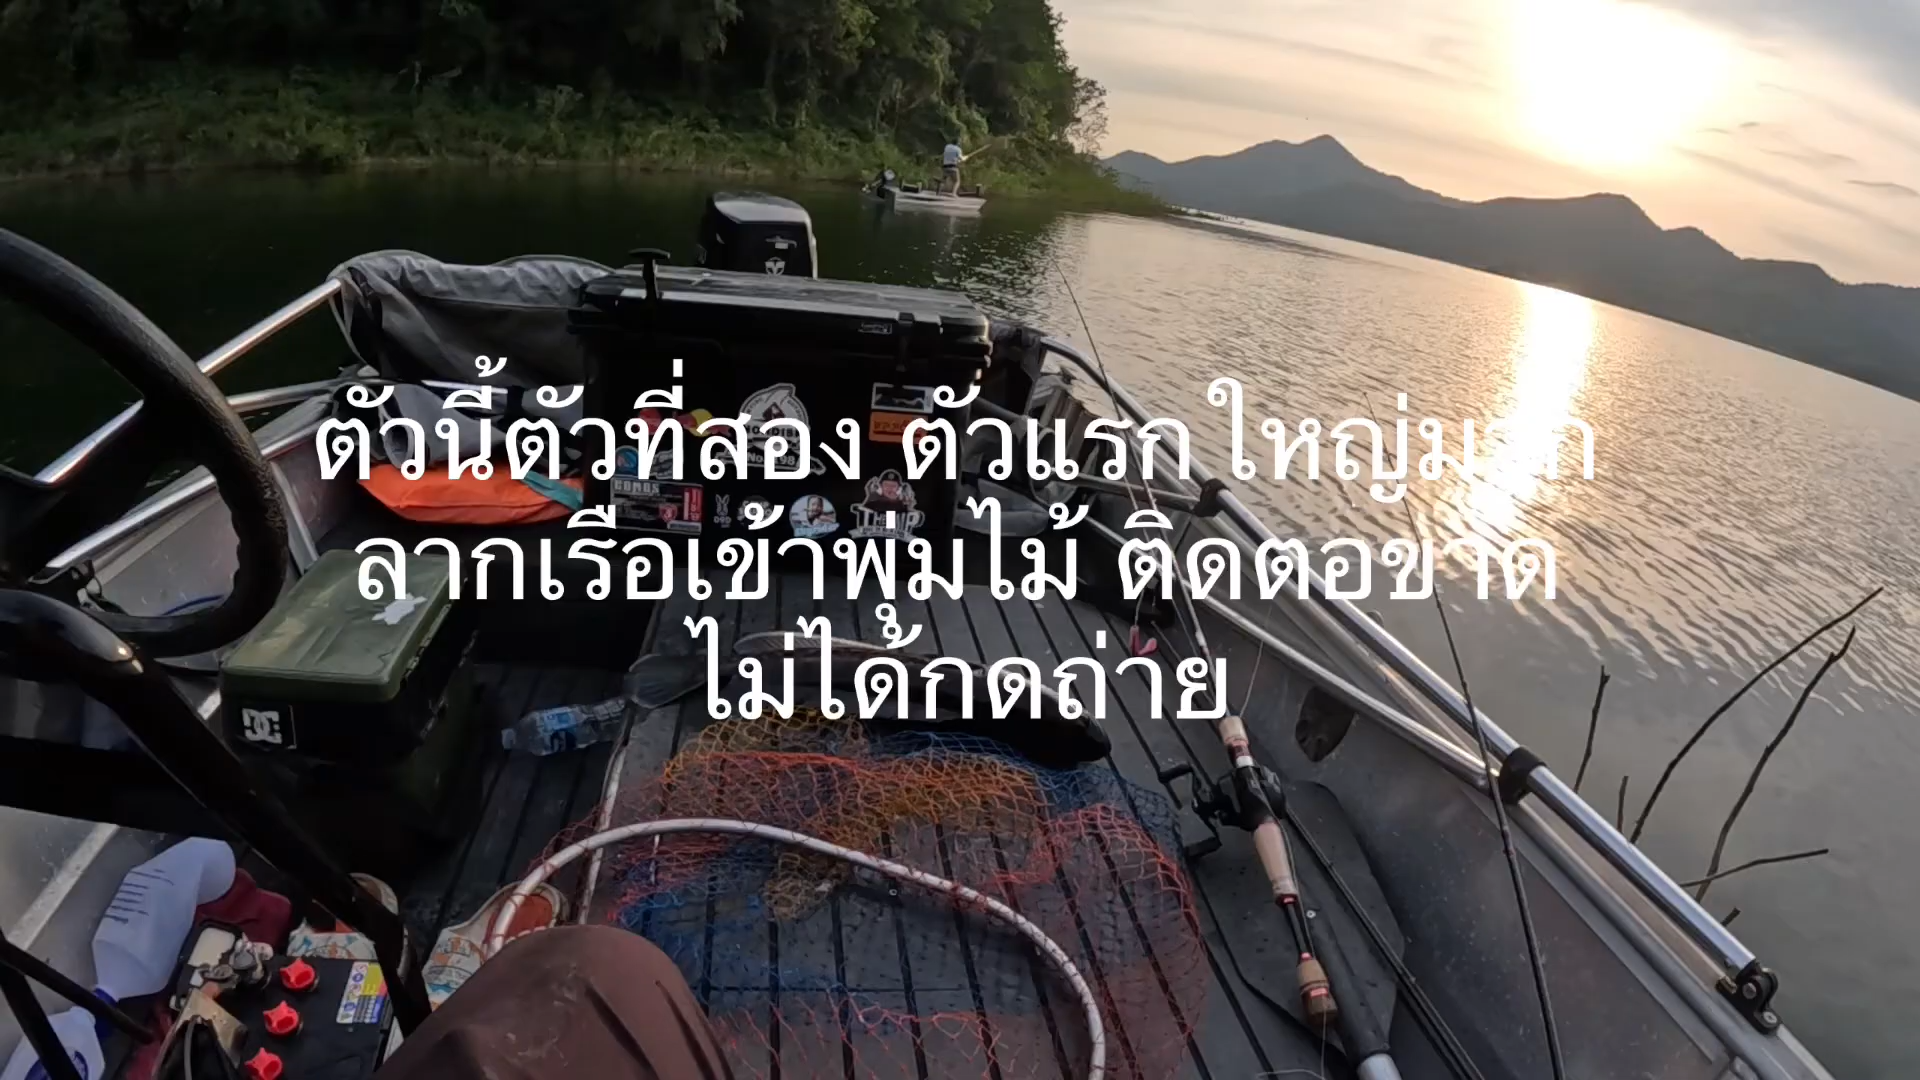 ตัวนี้ตัวที่สอง ตัวแรกใหญ่มาก
ลากเรือเข้าพุ่มไม้ ติดตอขาด
ไม่ได้กดถ่าย
COMBS
DC